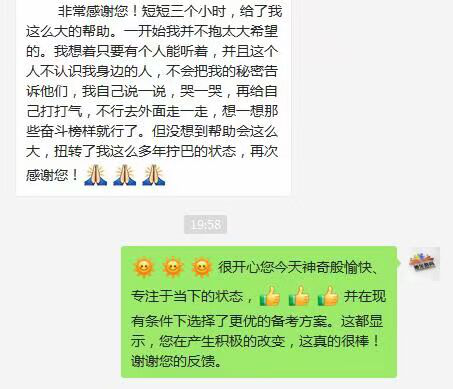 非常感谢您！短短三个小时，给了我
这么大的帮助。一开始我并不抱太大希望
的。我想着只要有个人能听着，并且这个
人不认识我身边的人，不会把我的秘密告
诉他们，我自己说一说，哭一哭，再给自
己打打气，不行去外面走一走，想一想那
些奋斗榜样就行了。但没想到帮助会这么
大，扭转了我这么多年拧巴的状态，再次
感谢您！🙏🙏🙏
19:58
🌞🌞🌞很开心您今天神奇般愉快、
专注于当下的状态，👍👍👍并在现
有条件下选择了更优的备考方案。这都显
示，您在产生积极的改变，这真的很棒！
谢谢您的反馈。